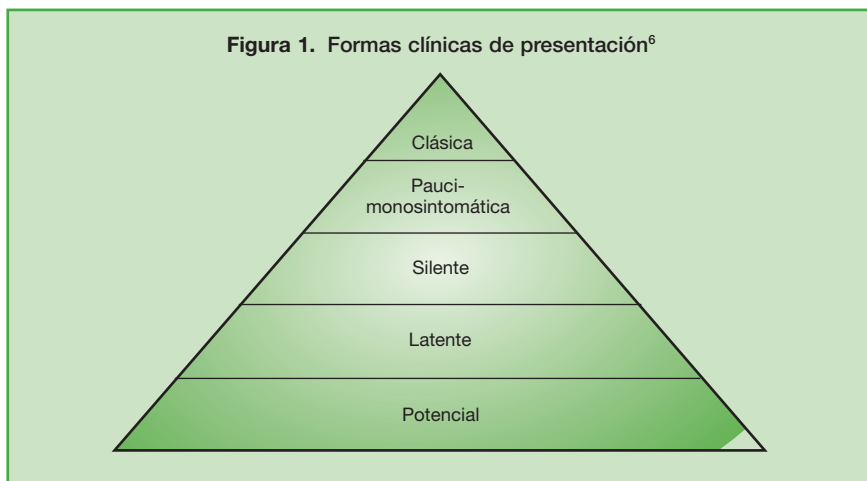 Figura 1. Formas clínicas de presentación⁶
Clásica
Pauci-
monosintomática
Silente
Latente
Potencial